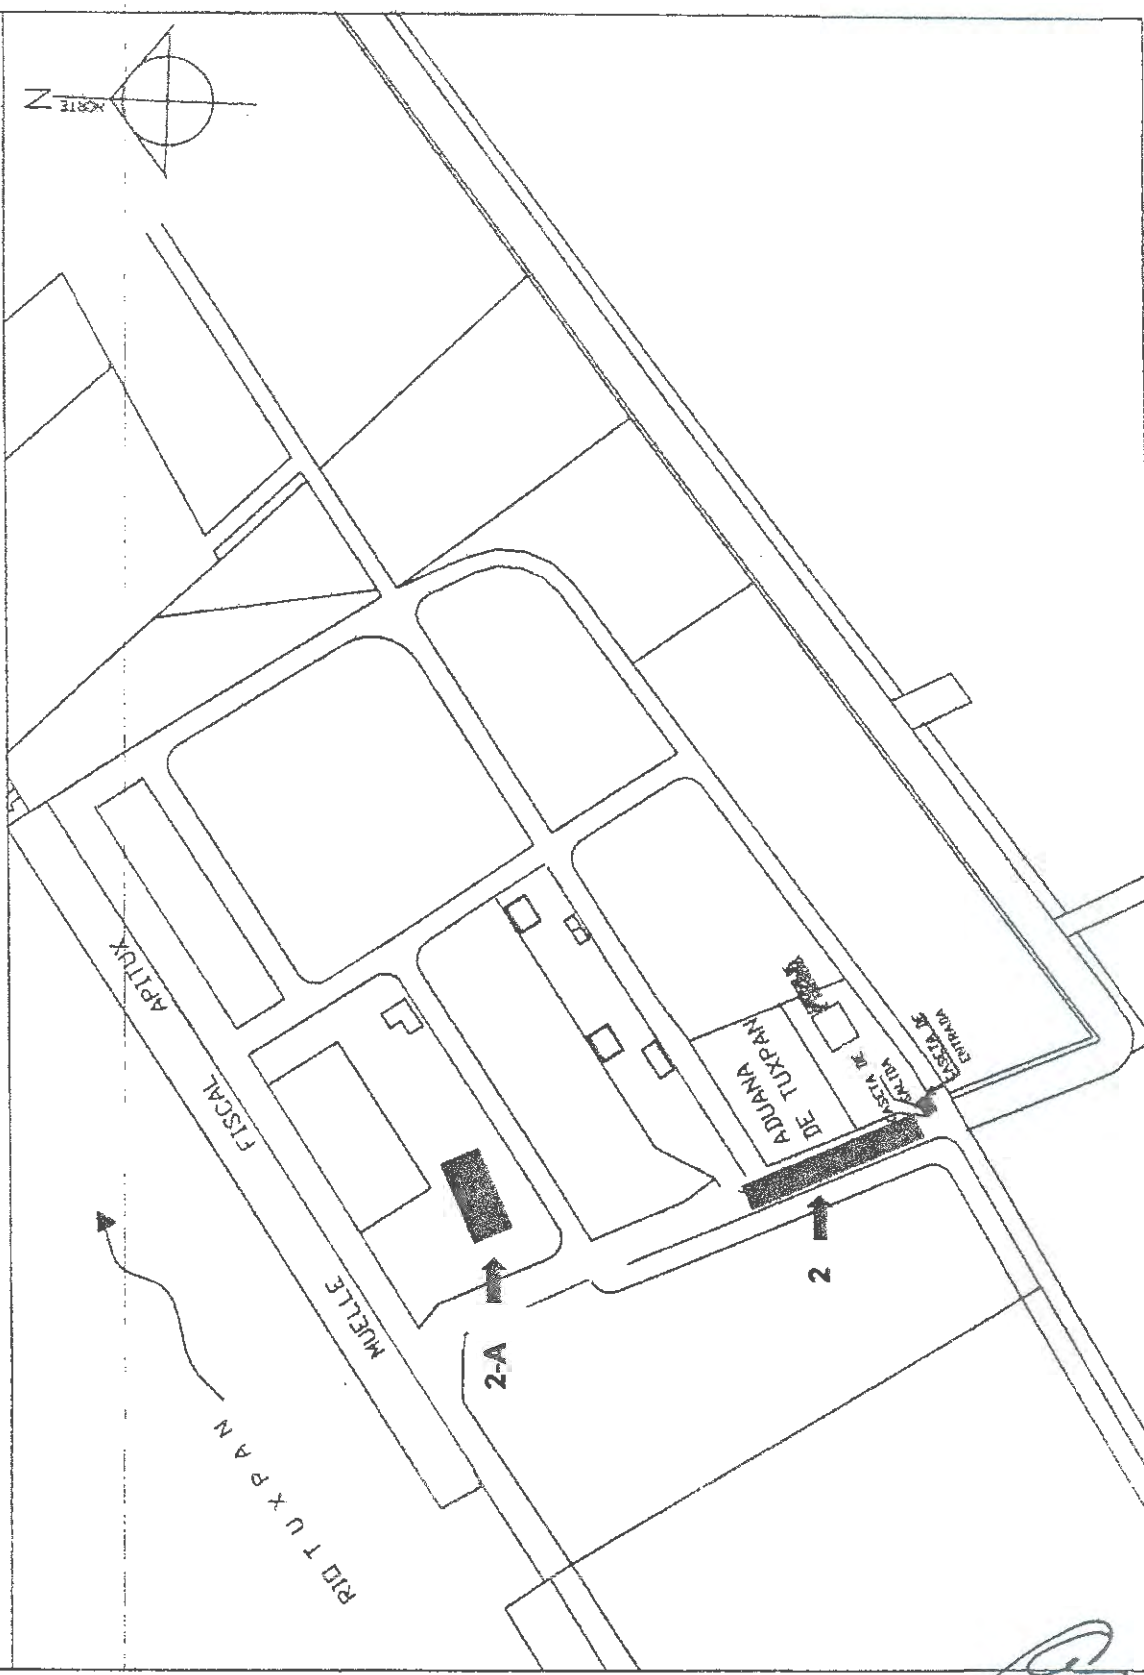 N
NORTE
RIO TUXPAN
MUELLE FISCAL APITUX
2-A
2
ADUANA
DE TUXPAN
CASETA DE
SALIDA
CASETA DE
ENTRADA